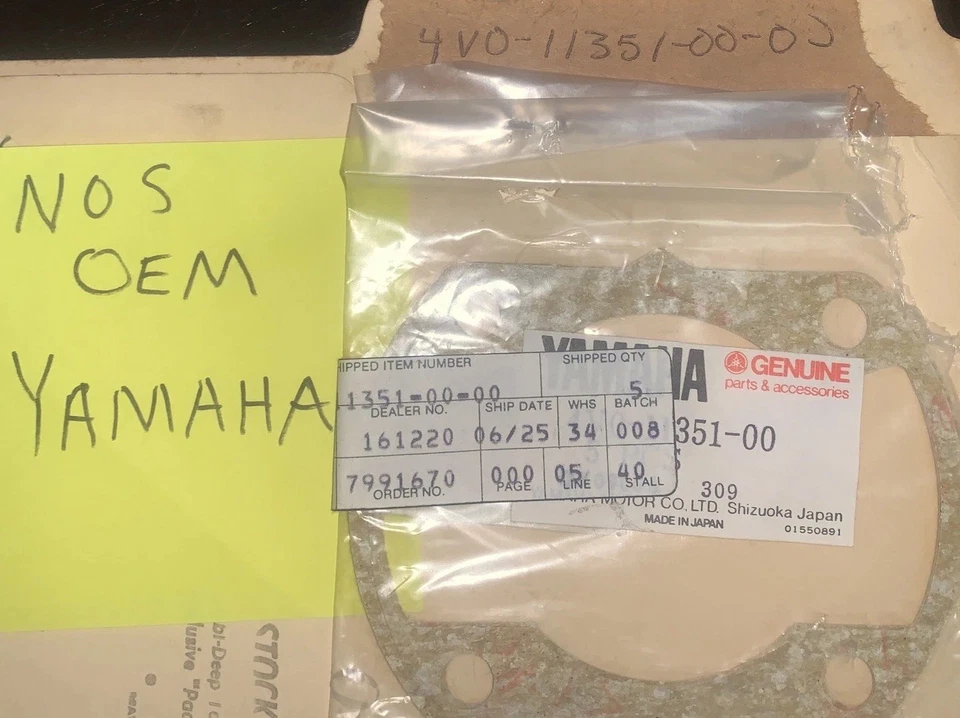 4V0-11351-00-00
NOS
OEM
YAMAHA
YAMAHA GENUINE
parts & accessories
351-00
309
MOTOR CO. LTD. Shizuoka Japan
MADE IN JAPAN
01550891
HIPPED ITEM NUMBER SHIPPED QTY
1351-00-00 5
DEALER NO. SHIP DATE WHS BATCH
161220 06/25 34 008
7991670 000 05 40
ORDER NO. PAGE LINE STALL